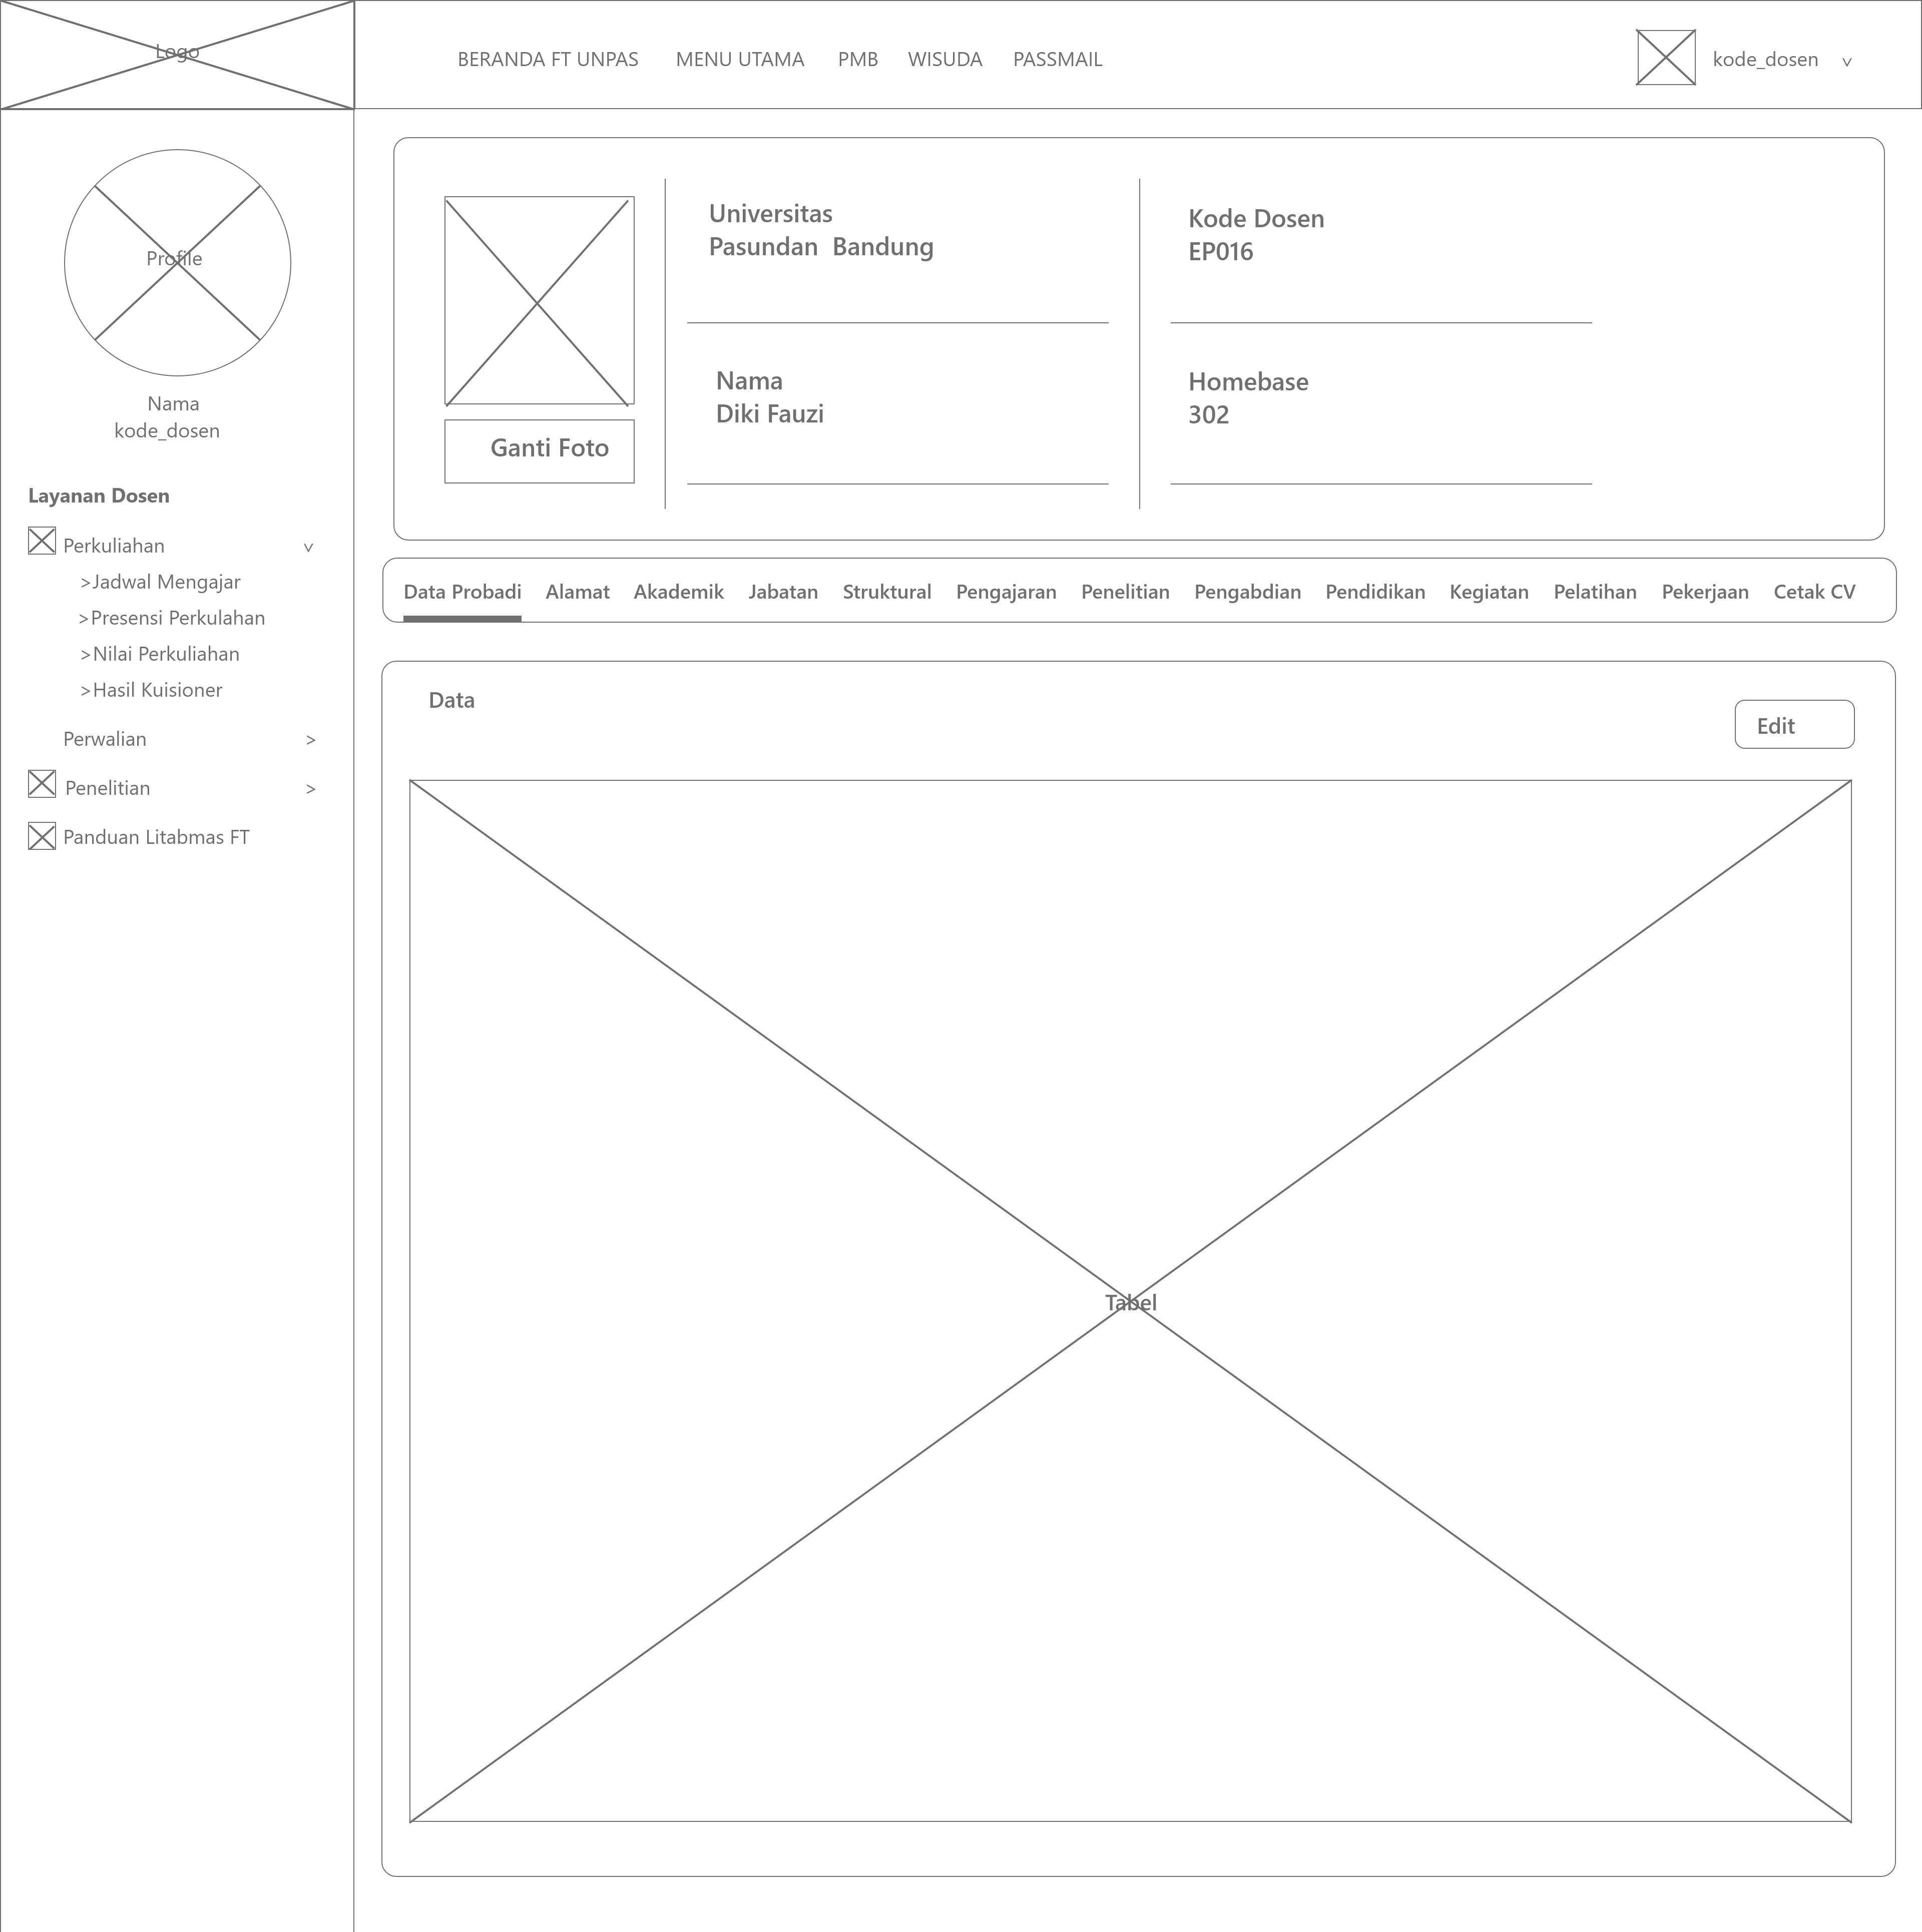 Logo
BERANDA FT UNPAS MENU UTAMA PMB WISUDA PASSMAIL
kode_dosen v
Profile
Nama
kode_dosen
Layanan Dosen
Perkuliahan v
>Jadwal Mengajar
>Presensi Perkulahan
>Nilai Perkuliahan
>Hasil Kuisioner
Perwalian >
Penelitian >
Panduan Litabmas FT
Ganti Foto
Universitas
Pasundan  Bandung
Kode Dosen
EP016
Nama
Diki Fauzi
Homebase
302
Data Probadi Alamat Akademik Jabatan Struktural Pengajaran Penelitian Pengabdian Pendidikan Kegiatan Pelatihan Pekerjaan Cetak CV
Data
Edit
Tabel